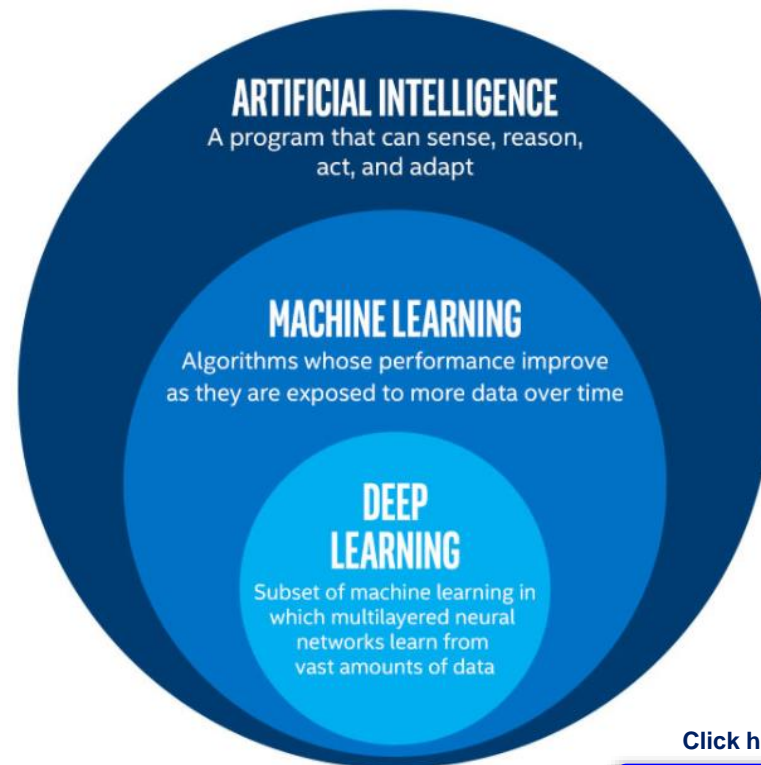 ARTIFICIAL INTELLIGENCE
A program that can sense, reason,
act, and adapt
MACHINE LEARNING
Algorithms whose performance improve
as they are exposed to more data over time
DEEP
LEARNING
Subset of machine learning in
which multilayered neural
networks learn from
vast amounts of data
Click